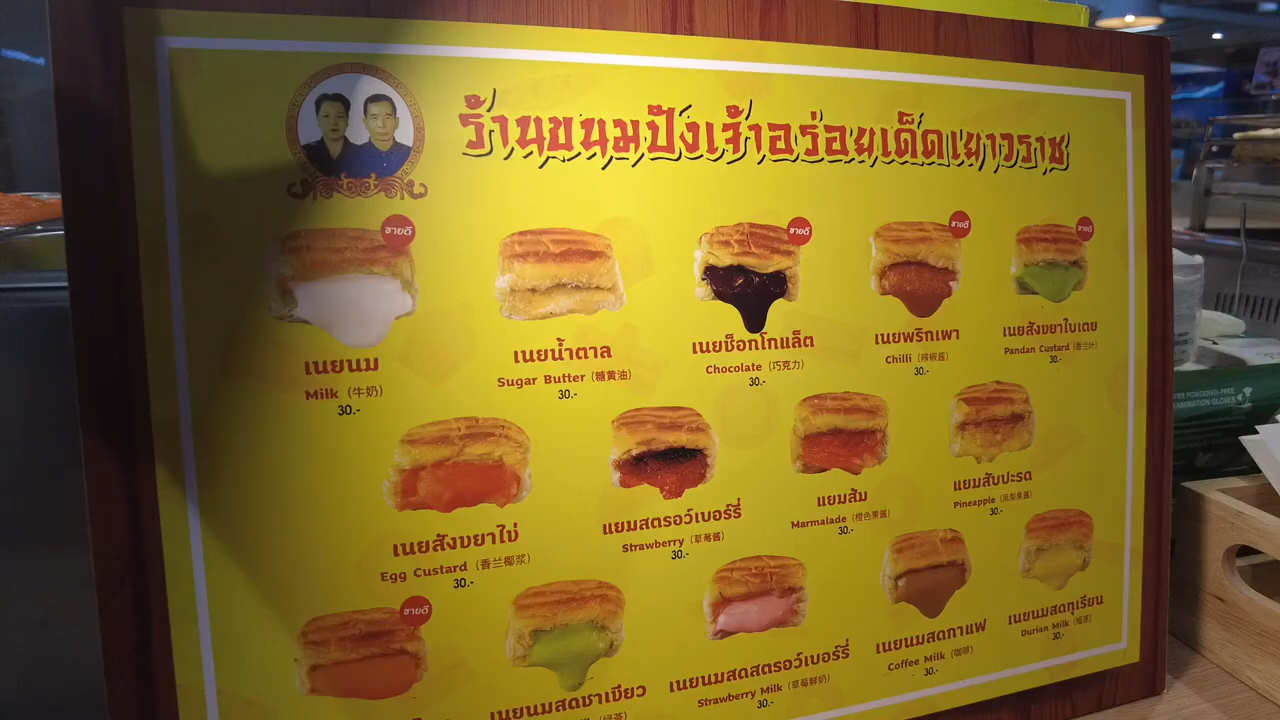 ร้านขนมปังเจ้าอร่อยเด็ดเยาวราช
ขายดี
ขายดี
ขายดี
ขายดี
เนยนม
Milk (牛奶)
30.-
เนยน้ำตาล
Sugar Butter (糖黄油)
30.-
เนยช็อกโกแล็ต
Chocolate (巧克力)
30.-
เนยพริกเผา
Chilli (辣椒酱)
30.-
เนยสังขยาใบเตย
Pandan Custard (香兰叶)
30.-
เนยสังขยาไข่
Egg Custard (香兰椰浆)
30.-
แยมสตรอว์เบอร์รี่
Strawberry (草莓酱)
30.-
แยมส้ม
Marmalade (橙色果酱)
30.-
แยมสับปะรด
Pineapple (凤梨果酱)
30.-
ขายดี
เนยนมสดชาเขียว
เนยนมสดสตรอว์เบอร์รี่
Strawberry Milk (草莓鲜奶)
30.-
เนยนมสดกาแฟ
Coffee Milk (咖啡)
30.-
เนยนมสดทุเรียน
Durian Milk (榴莲)
30.-
POWDERED-FREE
EXAMINATION GLOVES